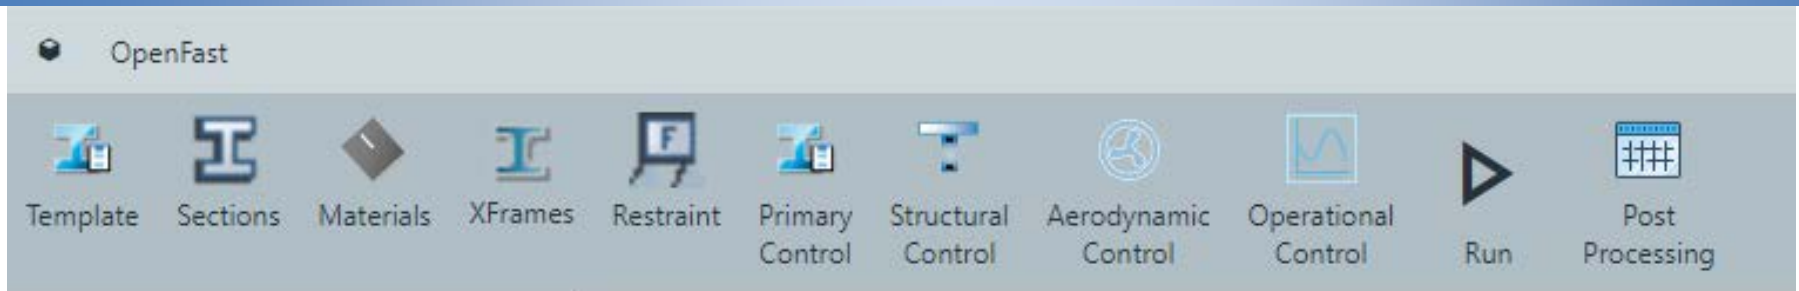 OpenFast
F
Template Sections Materials XFrames Restraint Primary Structural Aerodynamic Operational Post
Control Control Control Control Run Processing